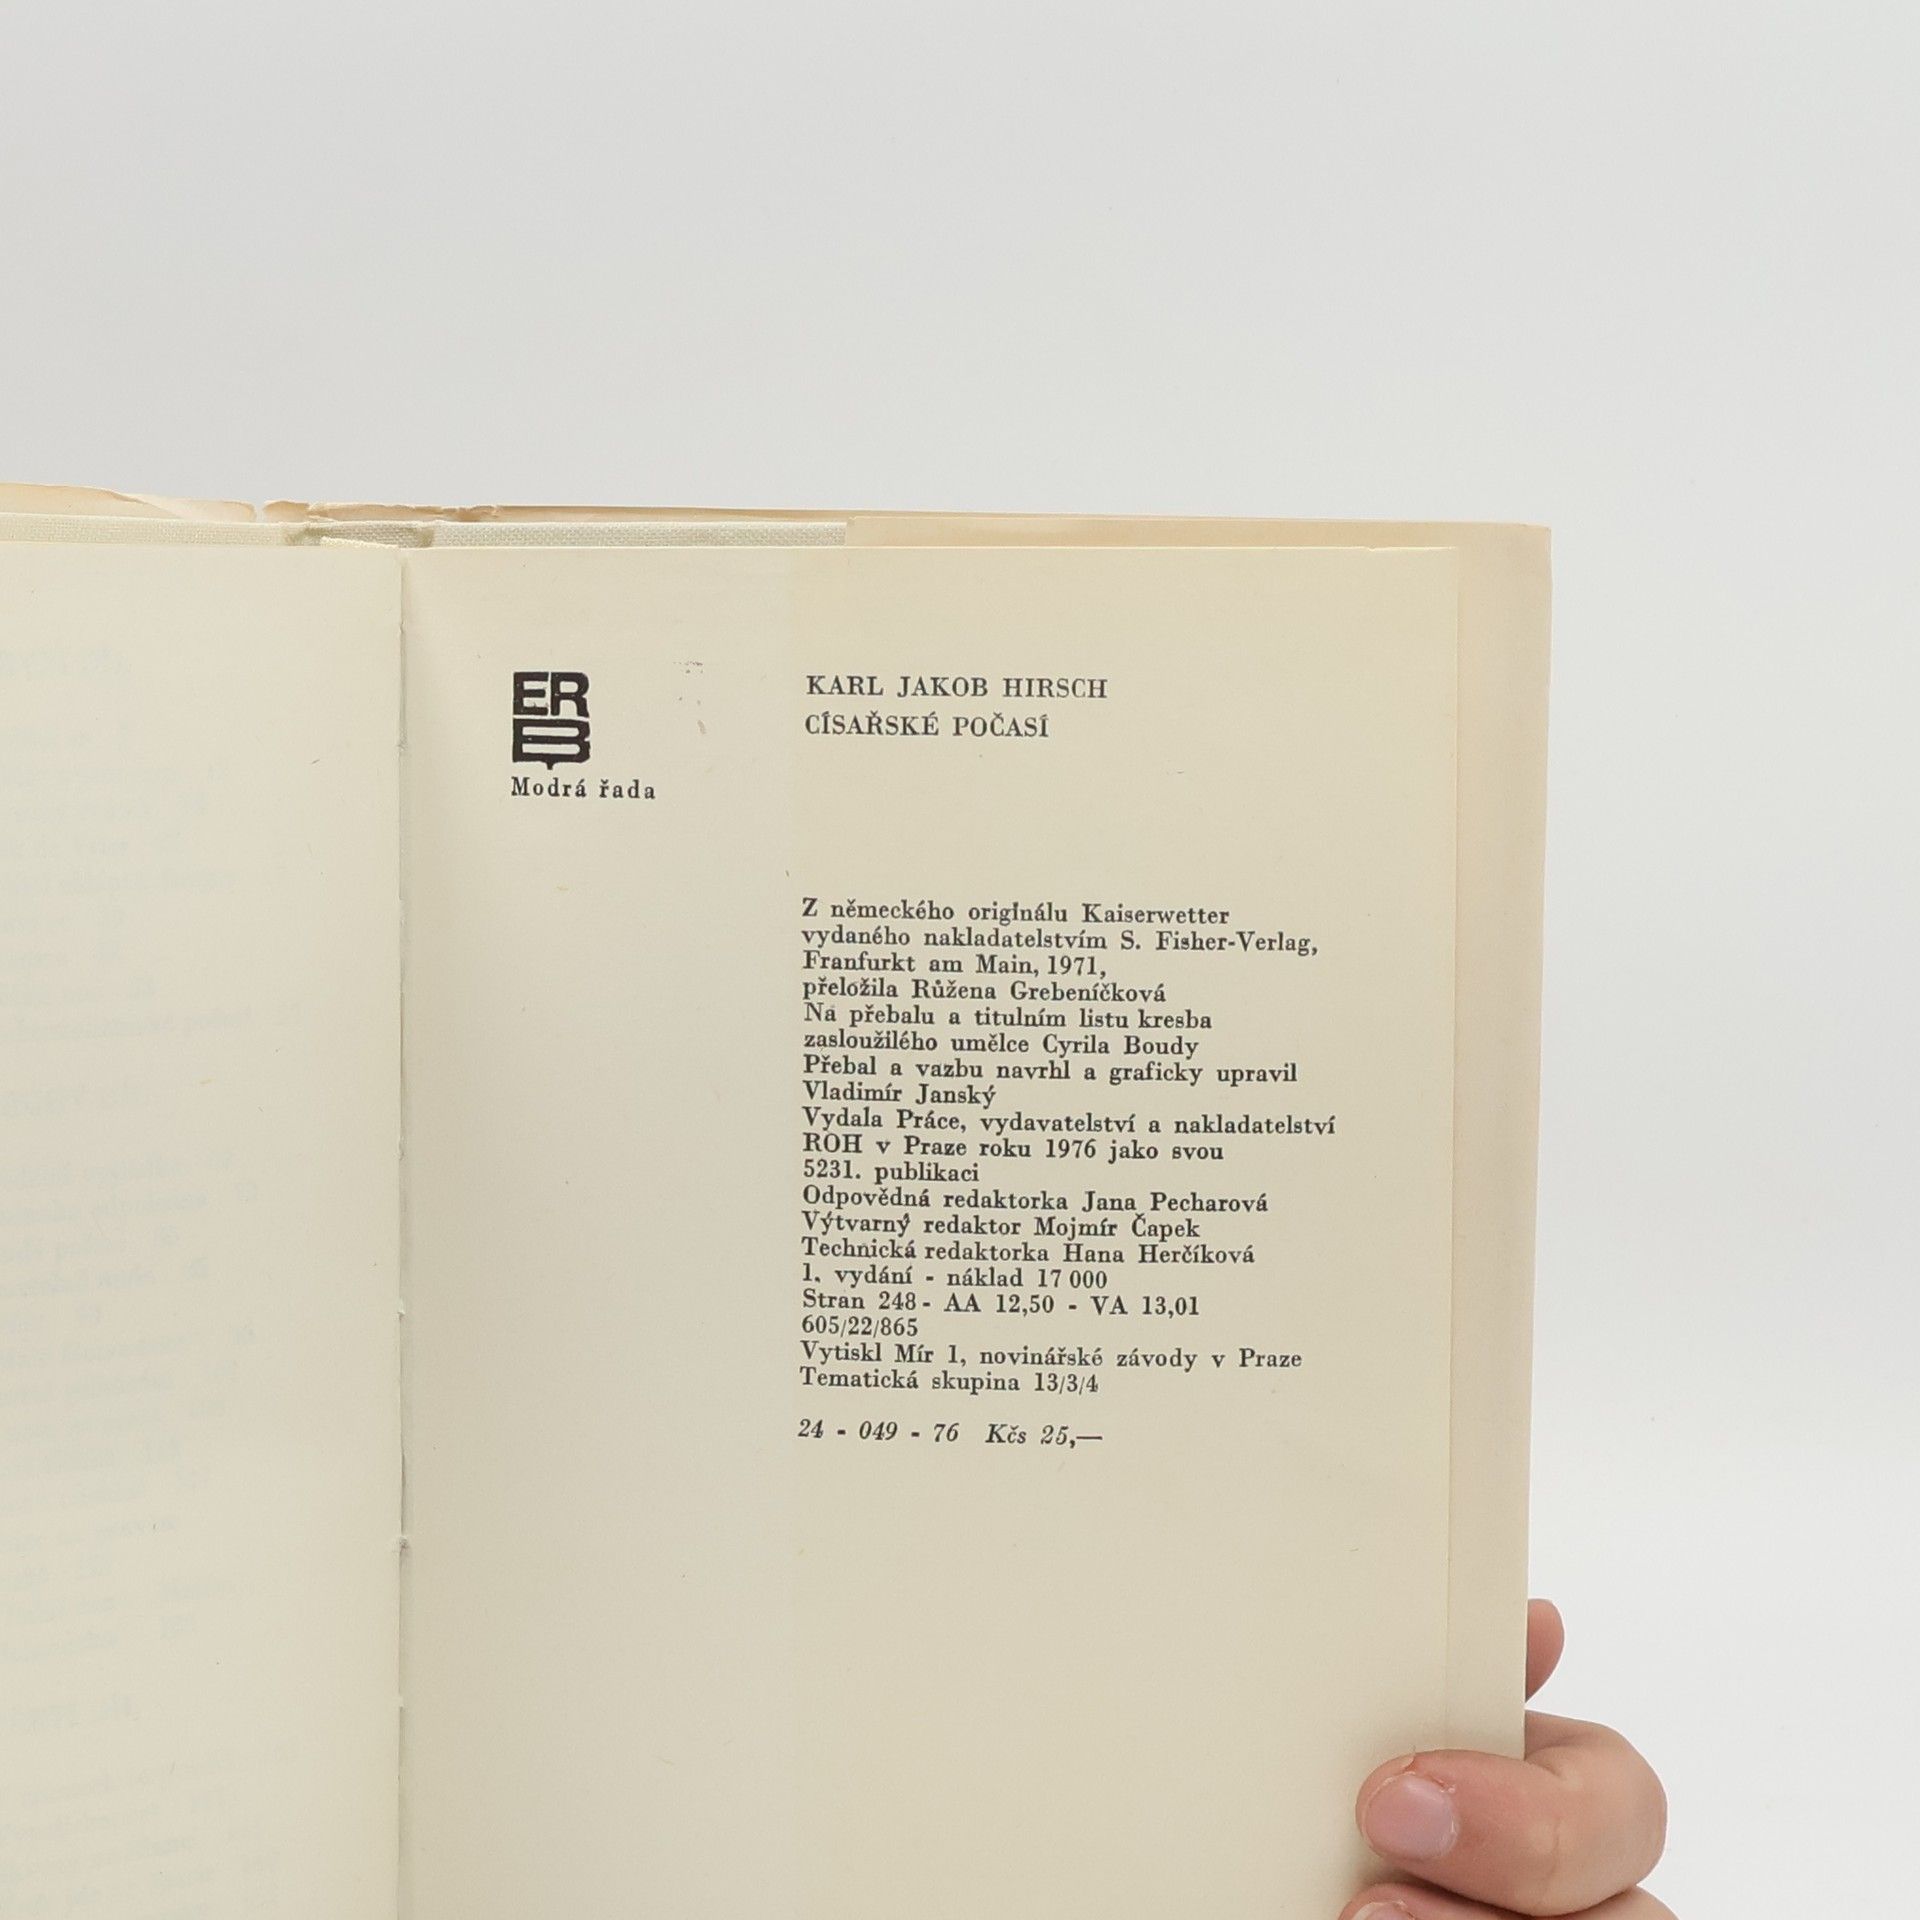 ER
B
Modrá řada
KARL JAKOB HIRSCH
CÍSAŘSKÉ POČASÍ
Z německého originálu Kaiserwetter
vydaného nakladatelstvím S. Fisher-Verlag,
Franfurkt am Main, 1971,
přeložila Růžena Grebeníčková
Na přebalu a titulním listu kresba
zasloužilého umělce Cyrila Boudy
Přebal a vazbu navrhl a graficky upravil
Vladimír Janský
Vydala Práce, vydavatelství a nakladatelství
ROH v Praze roku 1976 jako svou
5231. publikaci
Odpovědná redaktorka Jana Pecharová
Výtvarný redaktor Mojmír Čapek
Technická redaktorka Hana Herčíková
1. vydání - náklad 17 000
Stran 248 - AA 12,50 - VA 13,01
605/22/865
Vytiskl Mír 1, novinářské závody v Praze
Tematická skupina 13/3/4
24 - 049 - 76 Kčs 25,—